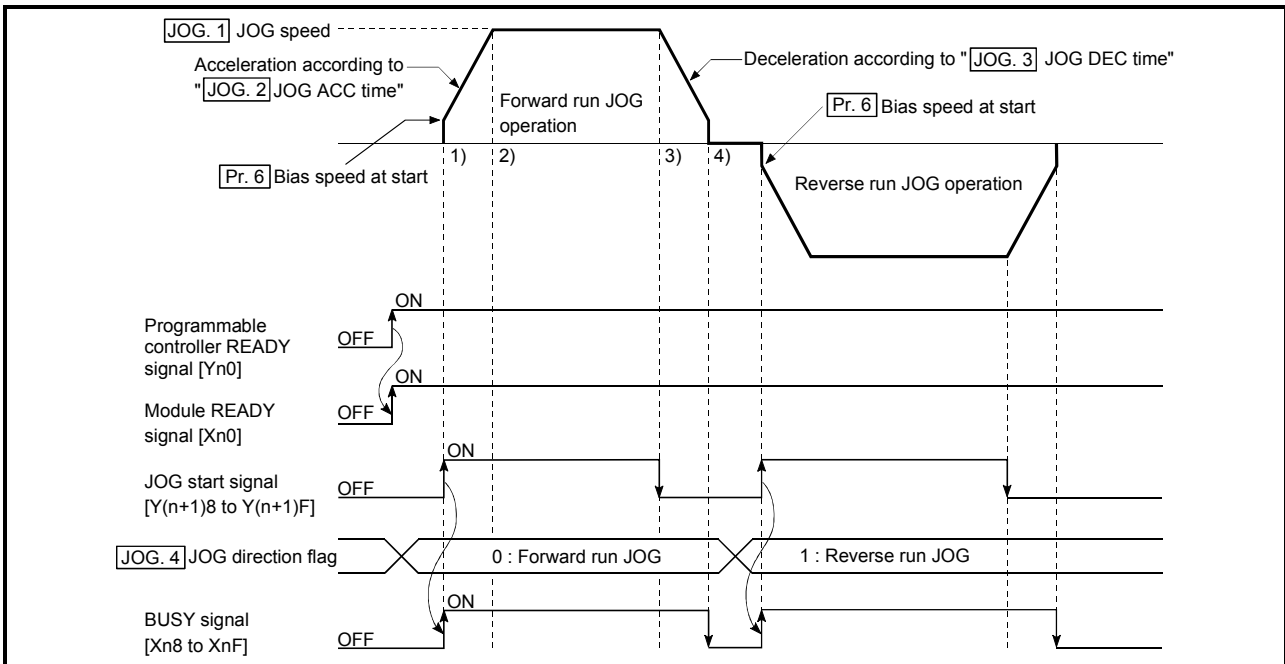 JOG. 1 JOG speed
Acceleration according to
"JOG. 2 JOG ACC time"
Deceleration according to "JOG. 3 JOG DEC time"
Forward run JOG
operation
Pr. 6 Bias speed at start
1) 2) 3) 4)
Pr. 6 Bias speed at start
Reverse run JOG operation
ON
Programmable
controller READY
signal [Yn0]
OFF
ON
Module READY
signal [Xn0]
OFF
ON
JOG start signal
[Y(n+1)8 to Y(n+1)F]
OFF
JOG. 4 JOG direction flag
0 : Forward run JOG
1 : Reverse run JOG
ON
BUSY signal
[Xn8 to XnF]
OFF